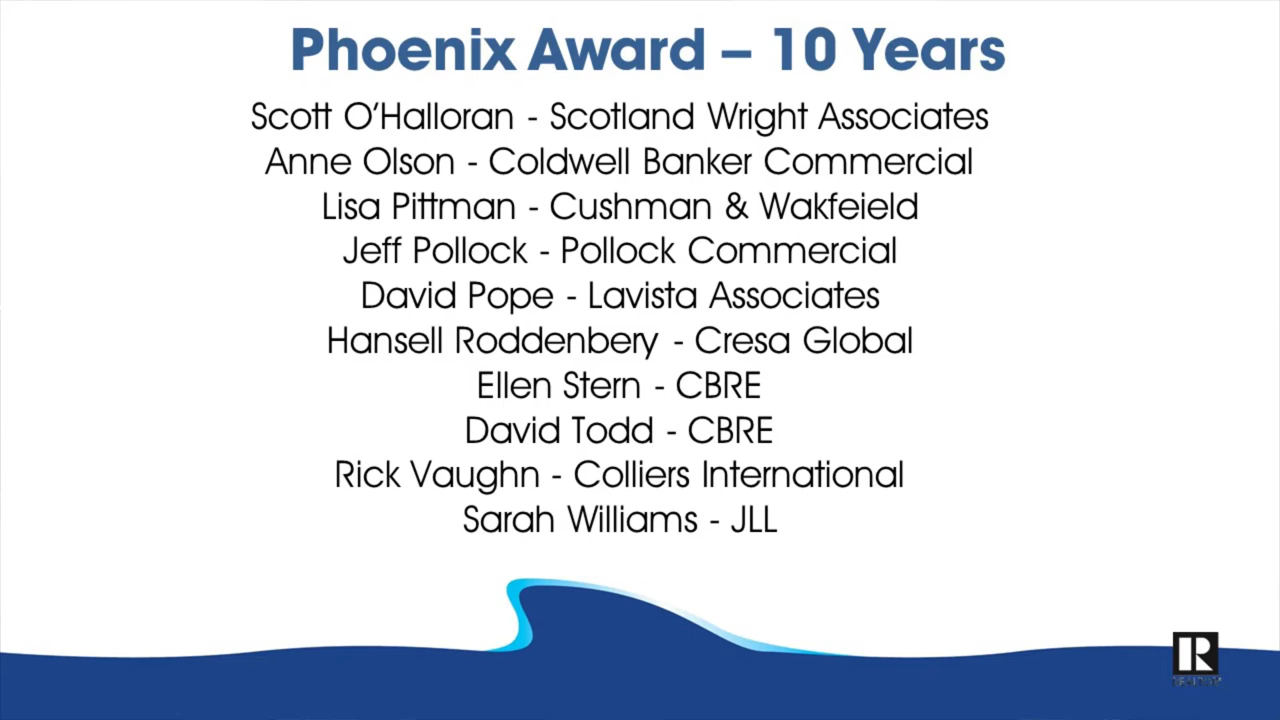 Phoenix Award – 10 Years
Scott O’Halloran - Scotland Wright Associates
Anne Olson - Coldwell Banker Commercial
Lisa Pittman - Cushman & Wakfeield
Jeff Pollock - Pollock Commercial
David Pope - Lavista Associates
Hansell Roddenbery - Cresa Global
Ellen Stern - CBRE
David Todd - CBRE
Rick Vaughn - Colliers International
Sarah Williams - JLL